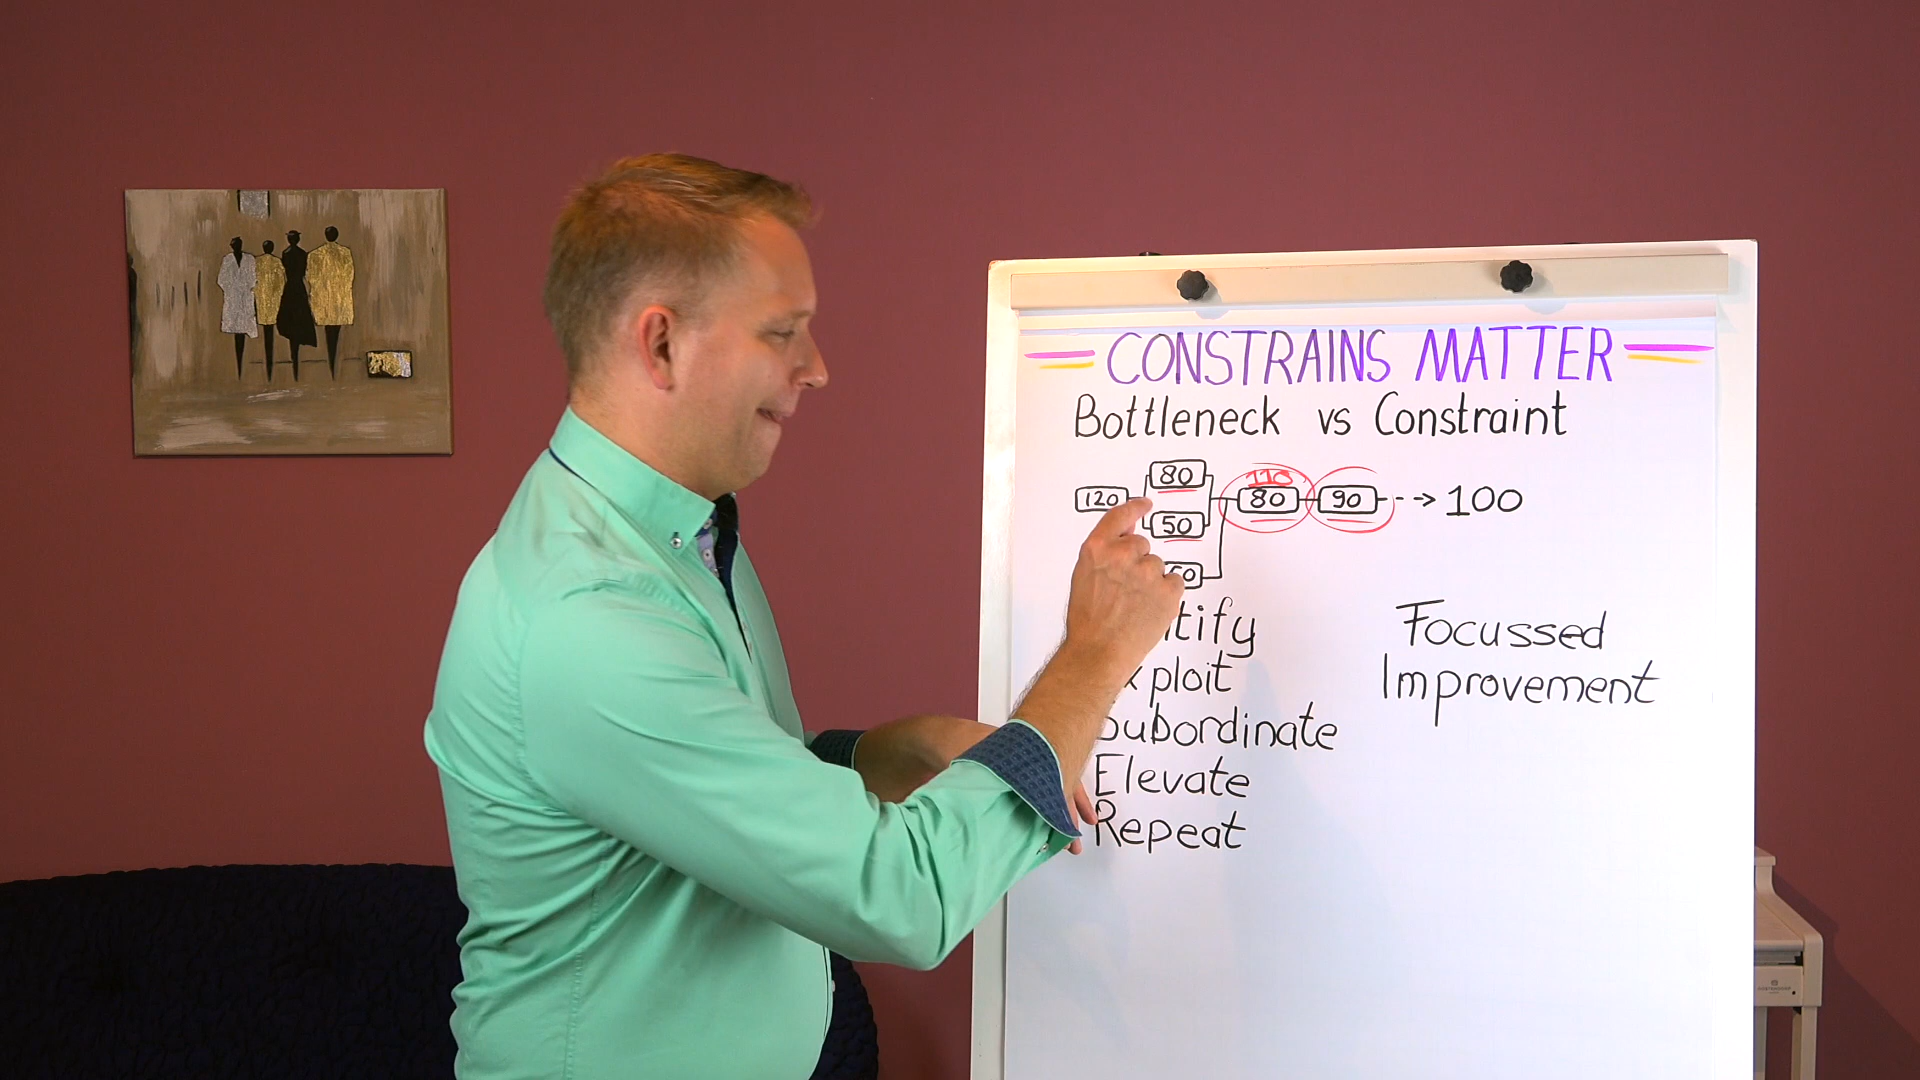 CONSTRAINS MATTER
Bottleneck vs Constraint
80 110
120 80 90 → 100
50
Focussed
Improvement
Subordinate
Elevate
Repeat